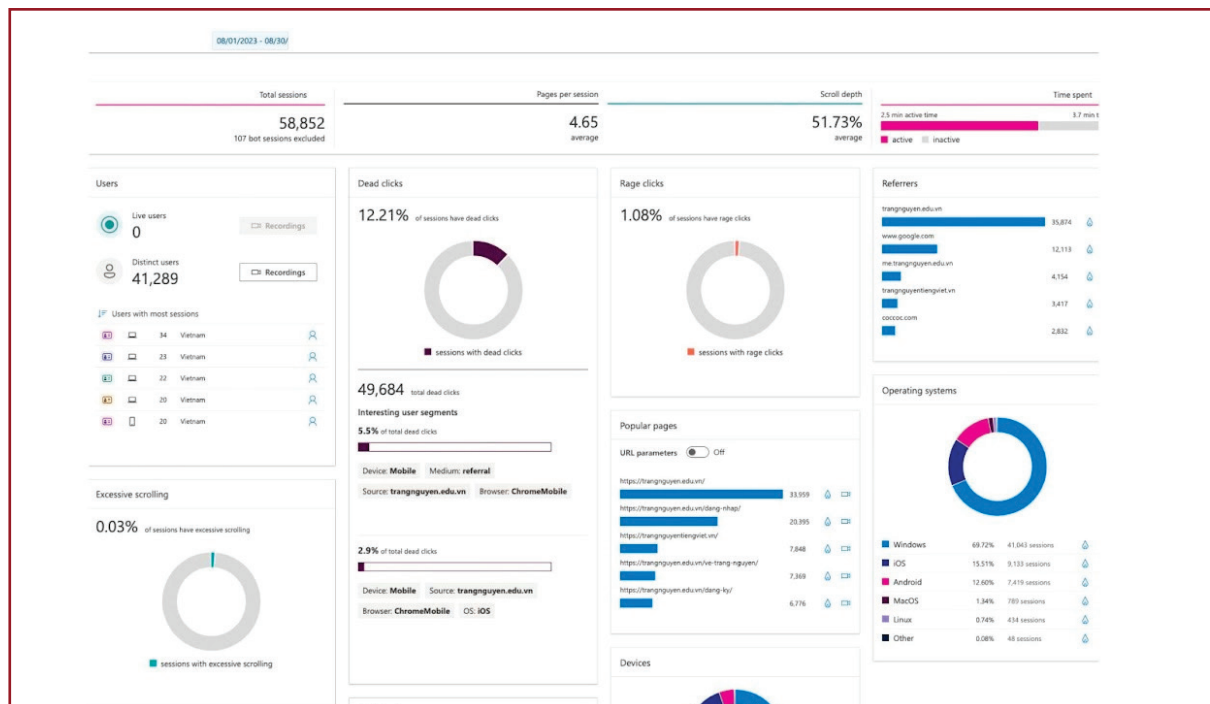 08/01/2023 - 08/30/
Total sessions
58,852
107 bot sessions excluded
Pages per session
4.65
average
Scroll depth
51.73%
average
Time spent
2.5 min active time 3.7 min t
active inactive
Users
Live users
0
Recordings
Distinct users
41,289
Recordings
Users with most sessions
34 Vietnam
23 Vietnam
22 Vietnam
20 Vietnam
20 Vietnam
Excessive scrolling
0.03% of sessions have excessive scrolling
sessions with excessive scrolling
Dead clicks
12.21% of sessions have dead clicks
sessions with dead clicks
49,684 total dead clicks
Interesting user segments
5.5% of total dead clicks
Device: Mobile Medium: referral
Source: trangnguyen.edu.vn Browser: ChromeMobile
2.9% of total dead clicks
Device: Mobile Source: trangnguyen.edu.vn
Browser: ChromeMobile OS: iOS
Rage clicks
1.08% of sessions have rage clicks
sessions with rage clicks
Popular pages
URL parameters Off
https://trangnguyen.edu.vn/
33,959
https://trangnguyen.edu.vn/dang-nhap/
20,395
https://trangnguyentiengviet.vn/
7,848
https://trangnguyen.edu.vn/ve-trang-nguyen/
7,369
https://trangnguyen.edu.vn/dang-ky/
6,776
Devices
Referrers
trangnguyen.edu.vn
35,874
www.google.com
12,113
me.trangnguyen.edu.vn
4,154
trangnguyentiengviet.vn
3,417
coccoc.com
2,832
Operating systems
Windows 69.72% 41,043 sessions
iOS 15.51% 9,133 sessions
Android 12.60% 7,419 sessions
MacOS 1.34% 789 sessions
Linux 0.74% 434 sessions
Other 0.08% 48 sessions